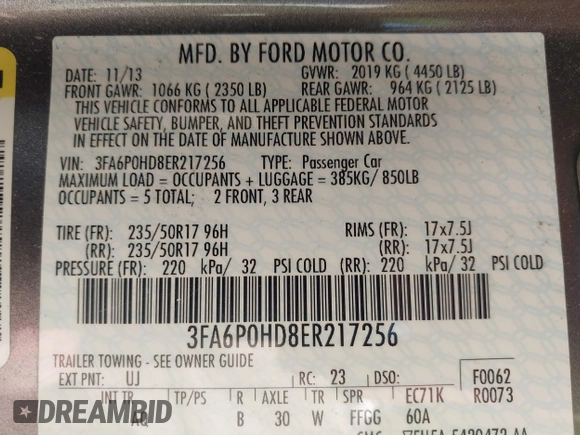 MFD. BY FORD MOTOR CO.
DATE: 11/13 GVWR: 2019 KG ( 4450 LB)
FRONT GAWR: 1066 KG ( 2350 LB) REAR GAWR: 964 KG ( 2125 LB)
THIS VEHICLE CONFORMS TO ALL APPLICABLE FEDERAL MOTOR
VEHICLE SAFETY, BUMPER, AND THEFT PREVENTION STANDARDS
IN EFFECT ON THE DATE OF MANUFACTURE SHOWN ABOVE.
VIN: 3FA6P0HD8ER217256 TYPE: Passenger Car
MAXIMUM LOAD = OCCUPANTS + LUGGAGE = 385KG/ 850LB
OCCUPANTS = 5 TOTAL; 2 FRONT, 3 REAR
TIRE (FR): 235/50R17 96H RIMS (FR): 17x7.5J
(RR): 235/50R17 96H (RR): 17x7.5J
PRESSURE (FR): 220 kPa/ 32 PSI COLD (RR): 220 kPa/ 32 PSI COLD
3FA6P0HD8ER217256
TRAILER TOWING - SEE OWNER GUIDE
EXT PNT: UJ RC: 23 DSO: F0062
INT TR TP/PS R AXLE TR SPR EC71K R0073
AQ B 30 W FFGG 60A
DREAMBID